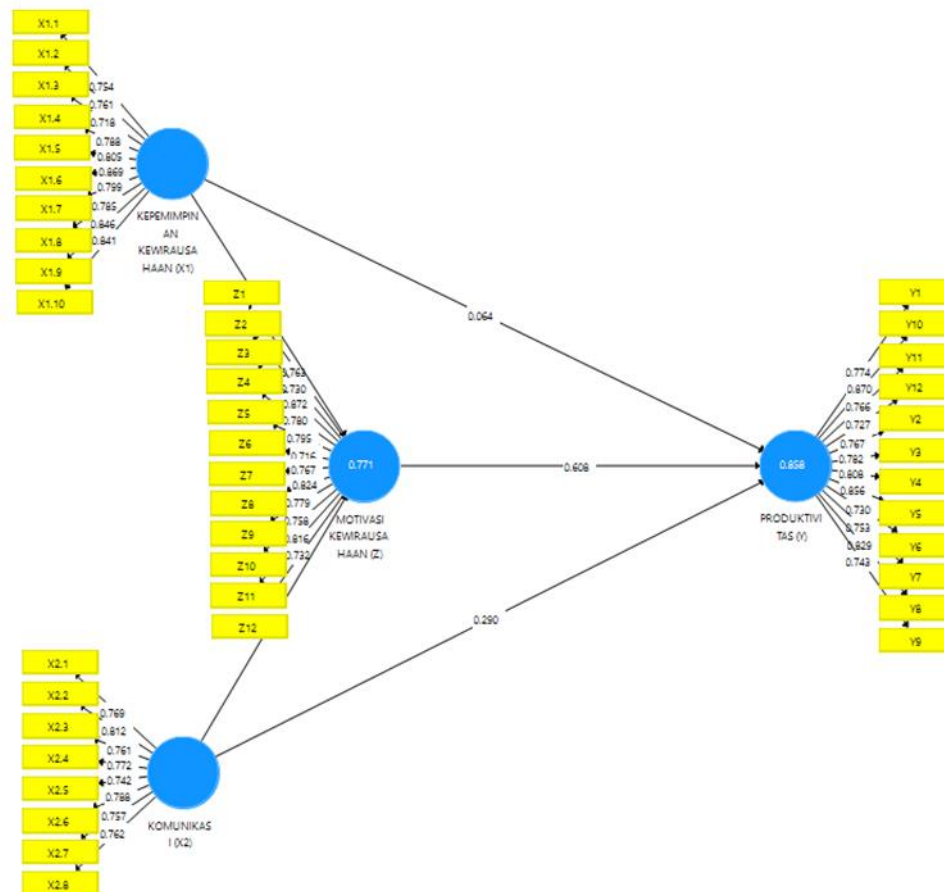 X1.1
X1.2
X1.3
X1.4
X1.5
X1.6
X1.7
X1.8
X1.9
X1.10
0.754
0.761
0.718
0.788
0.805
0.869
0.799
0.785
0.846
0.841
KEPEMIMPIN
AN
KEWIRAUSA
HAAN (X1)
Z1
Z2
Z3
Z4
Z5
Z6
Z7
Z8
Z9
Z10
Z11
Z12
0.763
0.730
0.872
0.780
0.795
0.716
0.767
0.824
0.779
0.758
0.816
0.732
0.771
MOTIVASI
KEWIRAUSA
HAAN (Z)
0.064
0.608
0.290
X2.1
X2.2
X2.3
X2.4
X2.5
X2.6
X2.7
X2.8
0.769
0.812
0.761
0.772
0.742
0.788
0.757
0.762
KOMUNIKAS
I (X2)
0.858
PRODUKTIVI
TAS (Y)
0.774
0.870
0.766
0.727
0.767
0.782
0.808
0.856
0.730
0.753
0.829
0.743
Y1
Y10
Y11
Y12
Y2
Y3
Y4
Y5
Y6
Y7
Y8
Y9